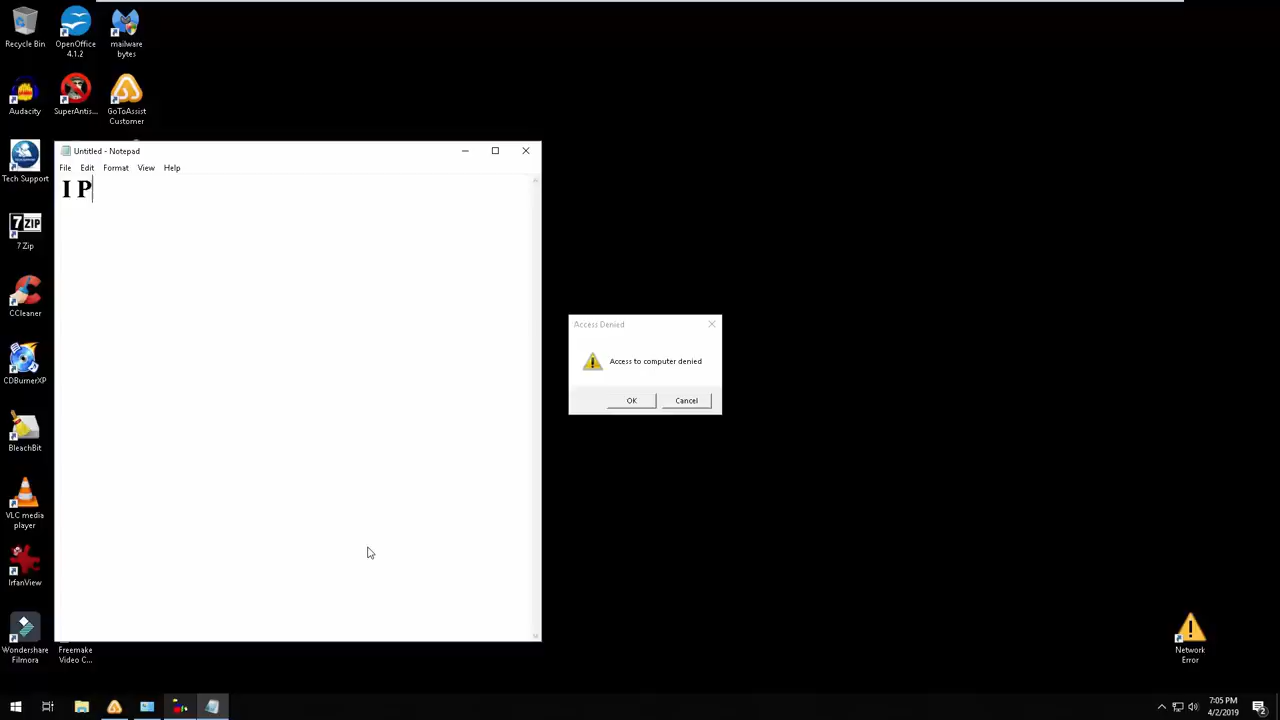 Recycle Bin
OpenOffice
4.1.2
mailware
bytes
Audacity
SuperAntis...
GoToAssist
Customer
Tech Support
7 Zip
CCleaner
CDBurnerXP
BleachBit
VLC media
player
IrfanView
Wondershare
Filmora
Freemake
Video C...
Untitled - Notepad
File Edit Format View Help
I P
Access Denied
Access to computer denied
OK Cancel
Network
Error
7:05 PM
4/2/2019
2